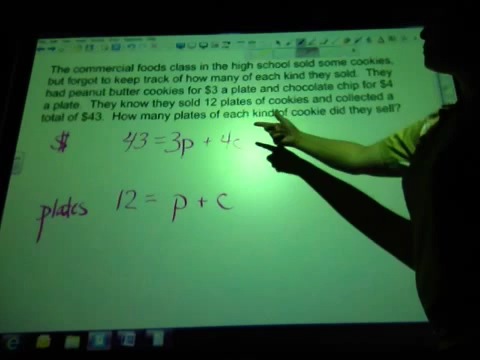 The commercial foods class in the high school sold some cookies,
but forgot to keep track of how many of each kind they sold. They
had peanut butter cookies for $3 a plate and chocolate chip for $4
a plate. They know they sold 12 plates of cookies and collected a
total of $43. How many plates of each kind of cookie did they sell?
$ 43 = 3p + 4c
plates 12 = p + c